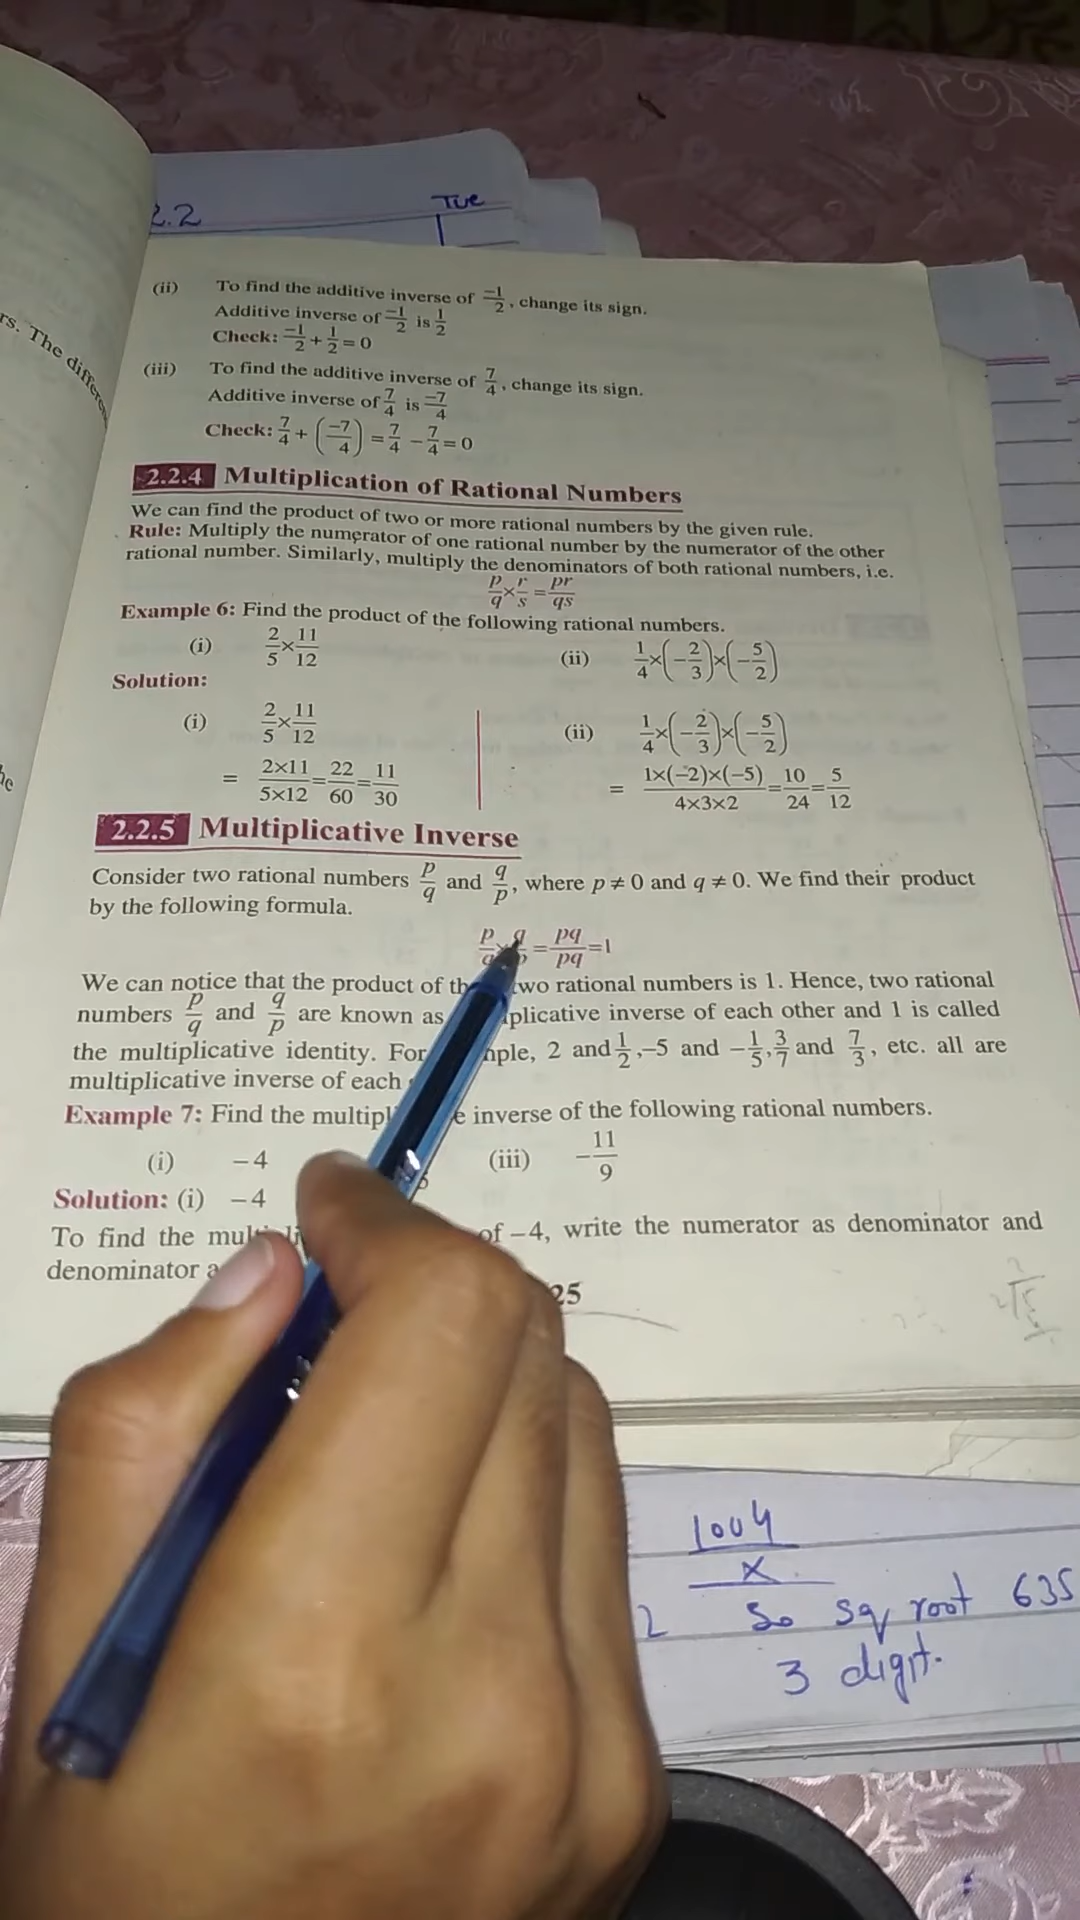 2.2
Tue
rs. The differen
(ii) To find the additive inverse of -1/2, change its sign.
Additive inverse of -1/2 is 1/2
Check: -1/2 + 1/2 = 0
(iii) To find the additive inverse of 7/4, change its sign.
Additive inverse of 7/4 is -7/4
Check: 7/4 + (-7/4) = 7/4 - 7/4 = 0
2.2.4 Multiplication of Rational Numbers
We can find the product of two or more rational numbers by the given rule.
Rule: Multiply the numerator of one rational number by the numerator of the other
rational number. Similarly, multiply the denominators of both rational numbers, i.e.
p/q × r/s = pr/qs
Example 6: Find the product of the following rational numbers.
(i) 2/5 × 11/12 (ii) 1/4 × (-2/3) × (-5/2)
Solution:
(i) 2/5 × 11/12 (ii) 1/4 × (-2/3) × (-5/2)
= 2×11/5×12 = 22/60 = 11/30 = 1×(-2)×(-5)/4×3×2 = 10/24 = 5/12
2.2.5 Multiplicative Inverse
Consider two rational numbers p/q and q/p, where p ≠ 0 and q ≠ 0. We find their product
by the following formula.
p/q × q/p = pq/pq = 1
We can notice that the product of two rational numbers is 1. Hence, two rational
numbers p/q and q/p are known as plicative inverse of each other and 1 is called
the multiplicative identity. For ple, 2 and 1/2, -5 and -1/5, 3/7 and 7/3, etc. all are
multiplicative inverse of each
Example 7: Find the multipl e inverse of the following rational numbers.
(i) -4 (iii) -11/9
Solution: (i) -4
To find the multipli of -4, write the numerator as denominator and
denominator a
25
1004
x
2 So sq root 635
3 digit.